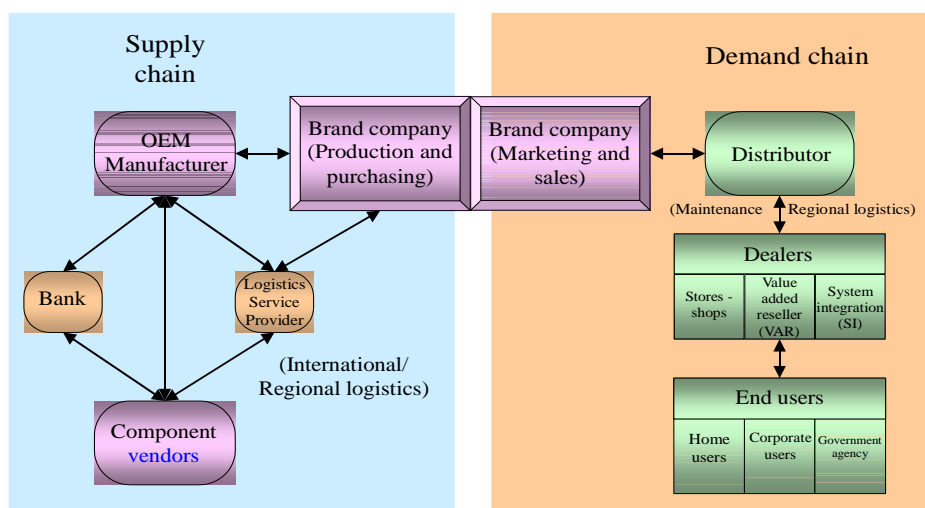 Supply
chain
Demand chain
OEM
Manufacturer
Brand company
(Production and
purchasing)
Brand company
(Marketing and
sales)
Distributor
(Maintenance
Regional logistics)
Dealers
Stores -
shops
Value
added
reseller
(VAR)
System
integration
(SI)
Bank
Logistics
Service
Provider
(International/
Regional logistics)
Component
vendors
End users
Home
users
Corporate
users
Government
agency